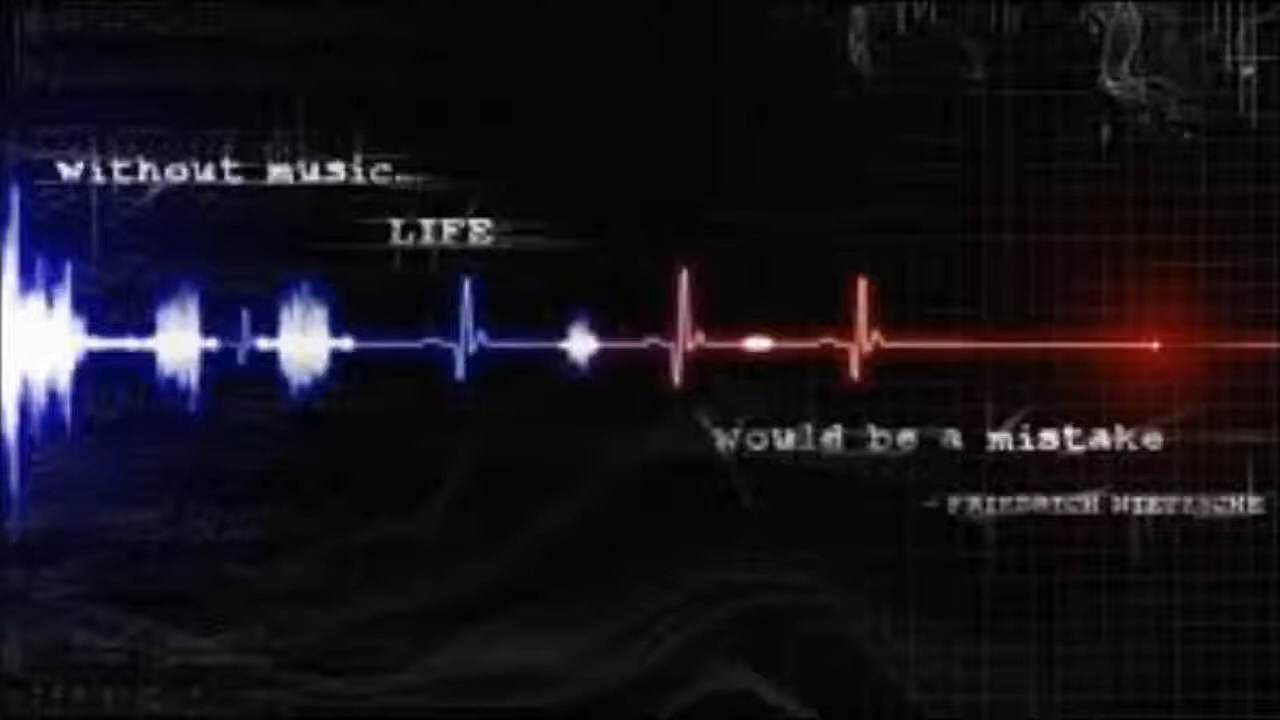 without music...
LIFE
would be a mistake
- FRIEDRICH NIETZSCHE